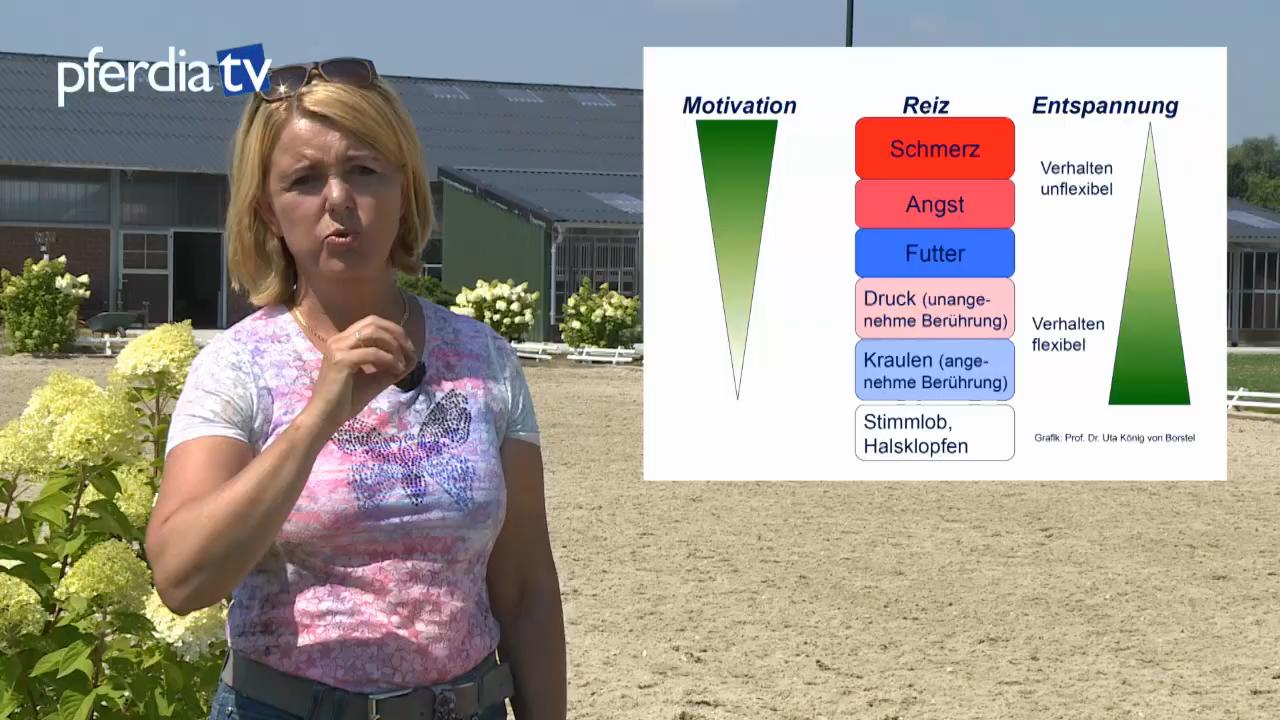 pferdia tv
Motivation
Reiz
Entspannung
Schmerz
Angst
Futter
Druck (unange-
nehme Berührung)
Kraulen (ange-
nehme Berührung)
Stimmlob,
Halsklopfen
Verhalten
unflexibel
Verhalten
flexibel
Grafik: Prof. Dr. Uta König von Borstel